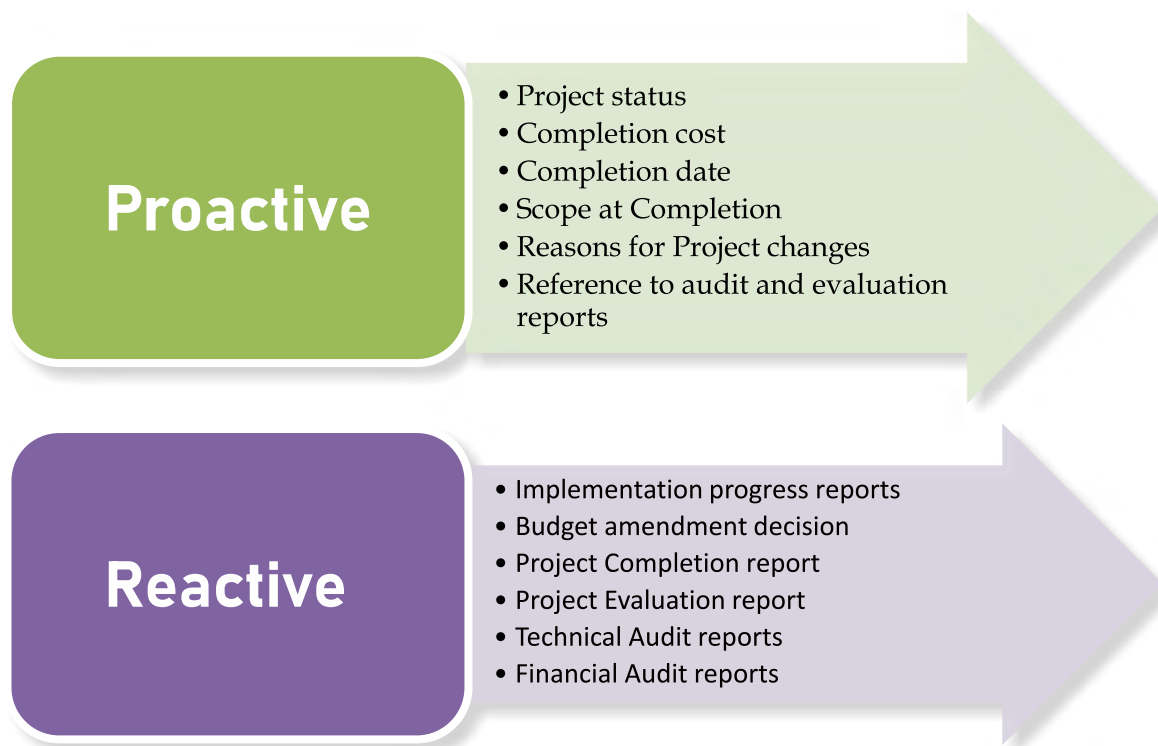 Proactive
• Project status
• Completion cost
• Completion date
• Scope at Completion
• Reasons for Project changes
• Reference to audit and evaluation
reports
Reactive
• Implementation progress reports
• Budget amendment decision
• Project Completion report
• Project Evaluation report
• Technical Audit reports
• Financial Audit reports